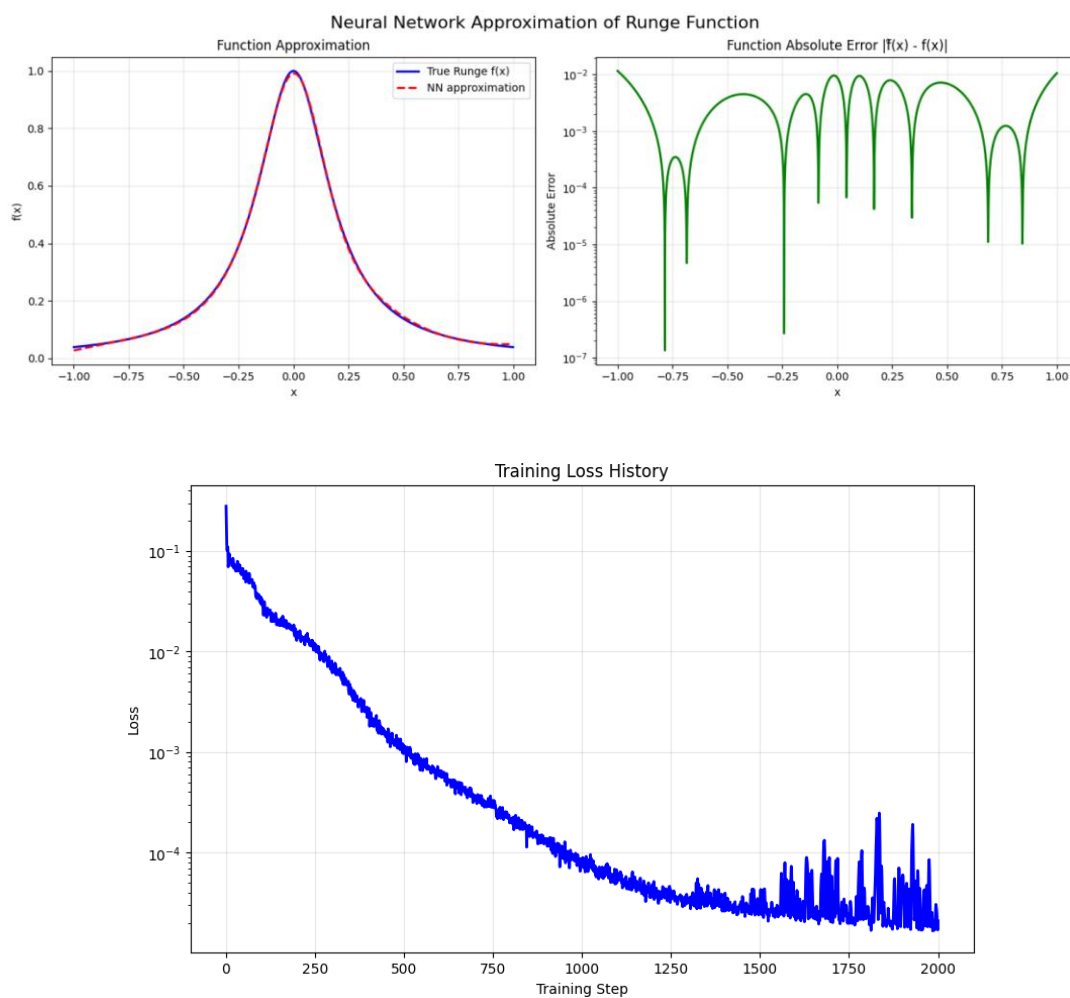 Neural Network Approximation of Runge Function
Function Approximation
True Runge f(x)
NN approximation
1.0
0.8
0.6
0.4
0.2
0.0
f(x)
−1.00 −0.75 −0.50 −0.25 0.00 0.25 0.50 0.75 1.00
x
Function Absolute Error |f̂(x) - f(x)|
10⁻²
10⁻³
10⁻⁴
10⁻⁵
10⁻⁶
10⁻⁷
Absolute Error
−1.00 −0.75 −0.50 −0.25 0.00 0.25 0.50 0.75 1.00
x
Training Loss History
10⁻¹
10⁻²
10⁻³
10⁻⁴
Loss
0 250 500 750 1000 1250 1500 1750 2000
Training Step